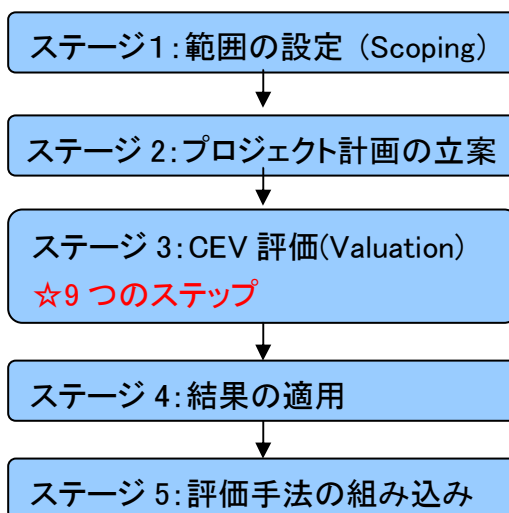 ステージ1:範囲の設定 (Scoping)
ステージ 2:プロジェクト計画の立案
ステージ 3:CEV 評価(Valuation)
☆9 つのステップ
ステージ 4:結果の適用
ステージ 5:評価手法の組み込み